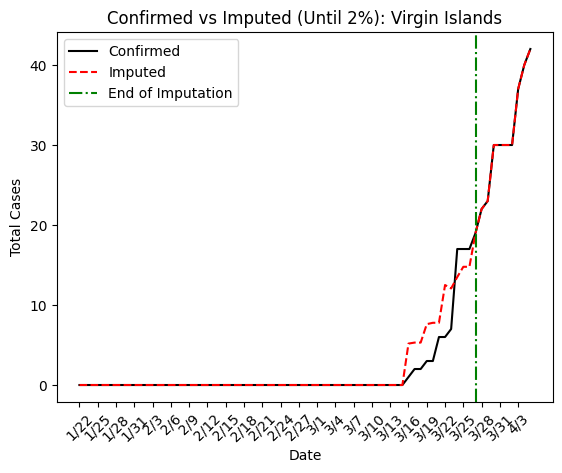 Confirmed vs Imputed (Until 2%): Virgin Islands
Confirmed
Imputed
End of Imputation
Total Cases
40
30
20
10
0
1/22 1/25 1/28 1/31 2/3 2/6 2/9 2/12 2/15 2/18 2/21 2/24 2/27 3/1 3/4 3/7 3/10 3/13 3/16 3/19 3/22 3/25 3/28 3/31 4/3
Date